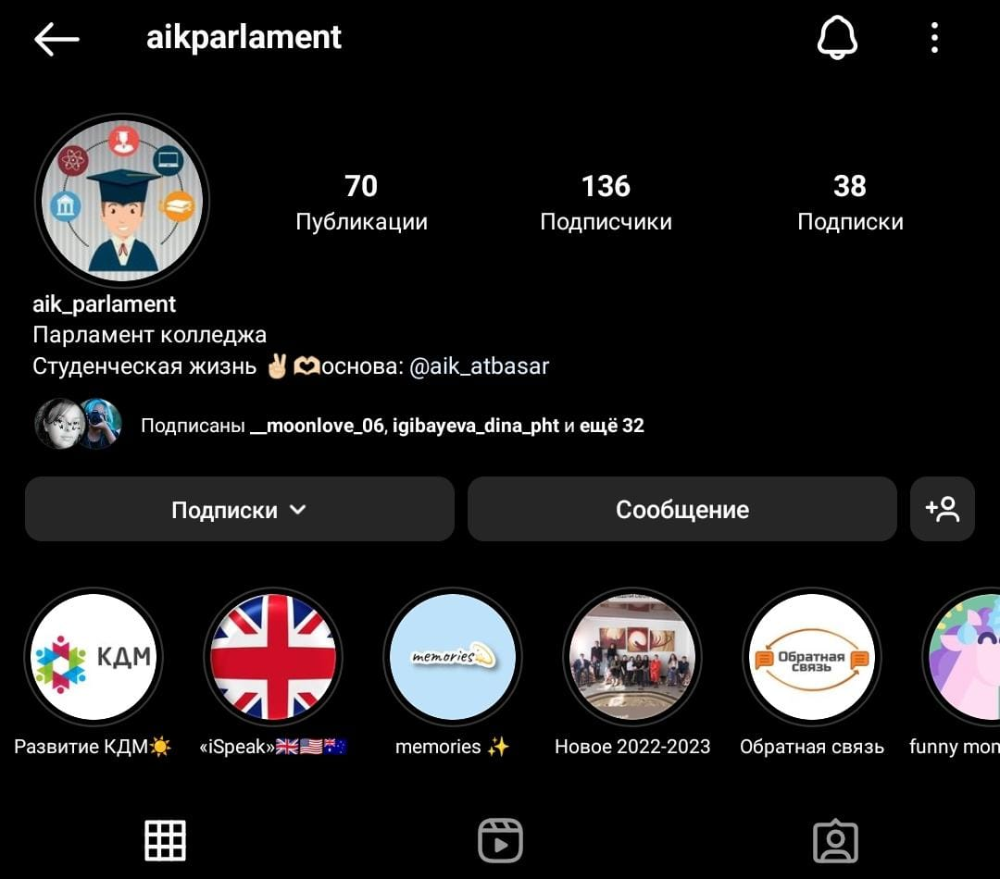 aikparlament
70 136 38
Публикации Подписчики Подписки
aik_parlament
Парламент колледжа
Студенческая жизнь ✌🏻🫶🏻основа: @aik_atbasar
Подписаны __moonlove_06, igibayeva_dina_pht и ещё 32
Подписки Сообщение
КДМ
memories
Обратная
связь
Развитие КДМ☀️ «iSpeak»🇬🇧🇺🇸🇦🇺 memories ✨ Новое 2022-2023 Обратная связь funny mon